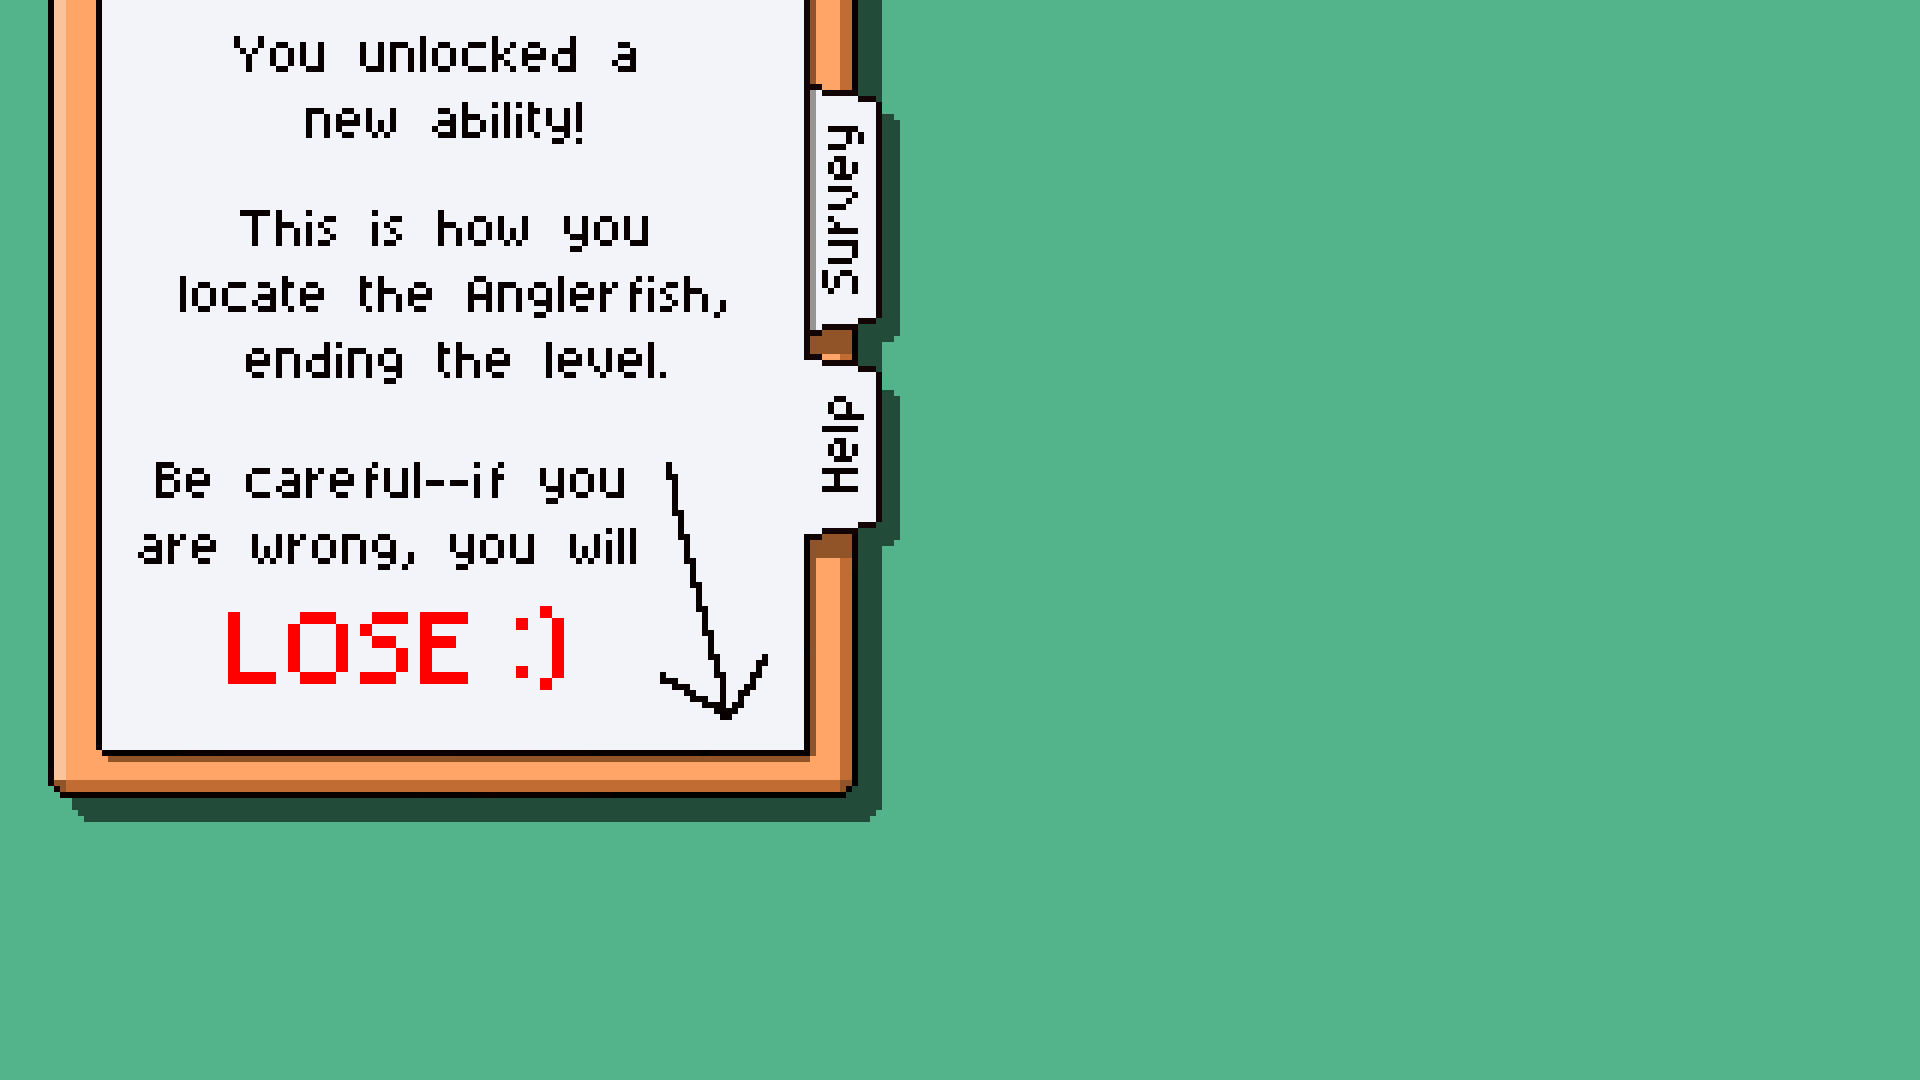 You unlocked a
new ability!
This is how you
locate the Anglerfish,
ending the level.
Be careful--if you
are wrong, you will
LOSE :)
Survey
Help